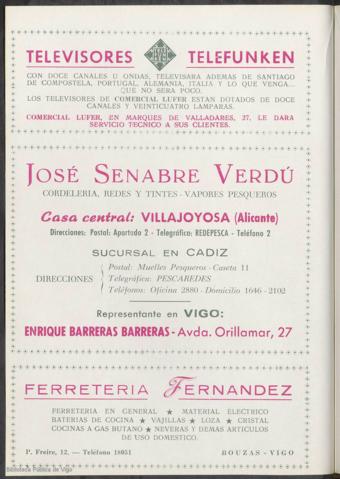 TELEVISORES TELEFUNKEN
CON DOCE CANALES U ONDAS, TELEVISARA ADEMAS DE SANTIAGO
DE COMPOSTELA, PORTUGAL, ALEMANIA, ITALIA Y LO QUE VENGA...
QUE NO SERA POCO.
LOS TELEVISORES DE COMERCIAL LUFER ESTAN DOTADOS DE DOCE
CANALES Y VEINTICUATRO LAMPARAS.
COMERCIAL LUFER, EN MARQUES DE VALLADARES, 27, LE DARA
SERVICIO TECNICO A SUS CLIENTES.
JOSÉ SENABRE VERDÚ
CORDELERIA, REDES Y TINTES - VAPORES PESQUEROS
Casa central: VILLAJOYOSA (Alicante)
Direcciones: Postal: Apartado 2 - Telegráfica: REDEPESCA - Teléfono 2
SUCURSAL EN CADIZ
DIRECCIONES
Postal: Muelles Pesqueros - Caseta 11
Telegráfica: PESCAREDES
Teléfonos: Oficina 2880 - Domicilio 1646 - 2102
Representante en VIGO:
ENRIQUE BARRERAS BARRERAS - Avda. Orillamar, 27
FERRETERIA FERNANDEZ
FERRETERIA EN GENERAL ★ MATERIAL ELECTRICO
BATERIAS DE COCINA ★ VAJILLAS ★ LOZA ★ CRISTAL
COCINAS A GAS BUTANO ★ NEVERAS Y DEMAS ARTICULOS
DE USO DOMESTICO.
P. Freire, 12. — Teléfono 18051 BOUZAS - VIGO
Biblioteca Pública de Vigo